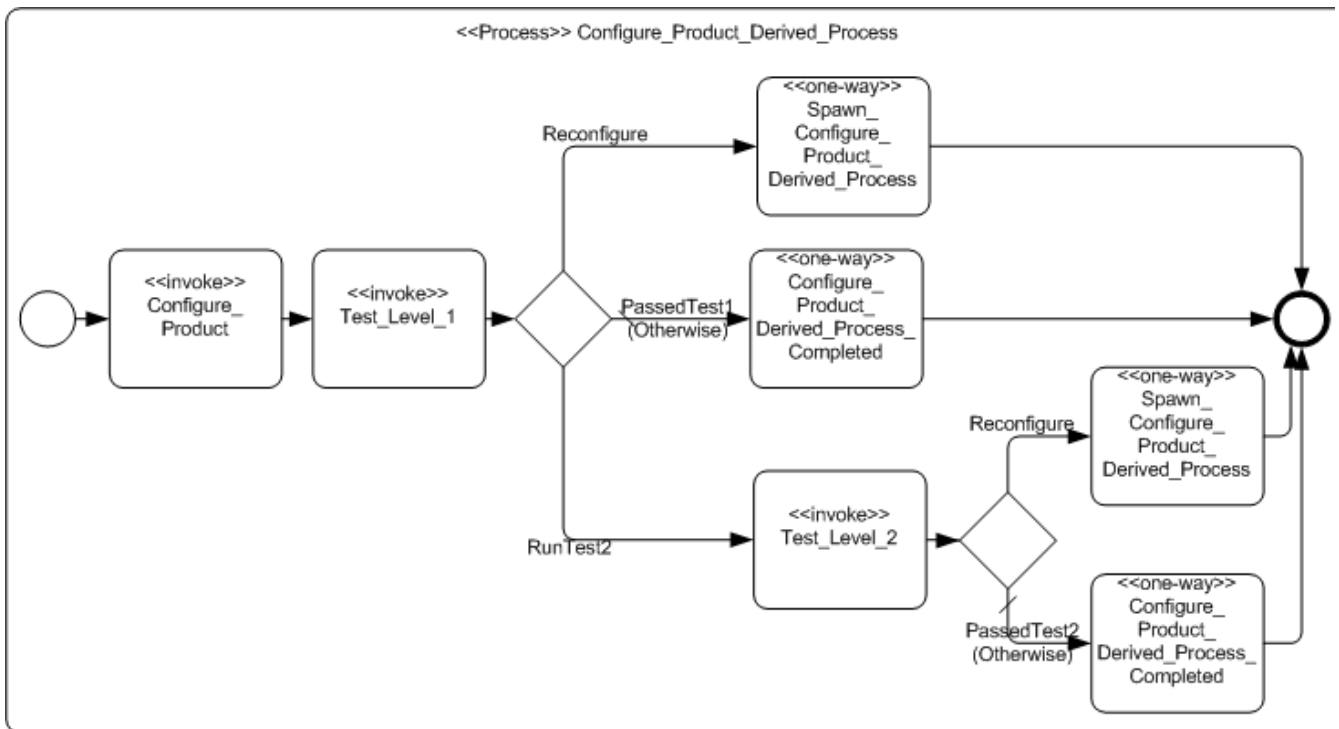 <<Process>> Configure_Product_Derived_Process
<<one-way>>
Spawn_
Configure_
Product_
Derived_Process
Reconfigure
<<invoke>>
Configure_
Product
<<invoke>>
Test_Level_1
PassedTest1
(Otherwise)
<<one-way>>
Configure_
Product_
Derived_Process_
Completed
RunTest2
<<invoke>>
Test_Level_2
Reconfigure
<<one-way>>
Spawn_
Configure_
Product_
Derived_Process
PassedTest2
(Otherwise)
<<one-way>>
Configure_
Product_
Derived_Process_
Completed